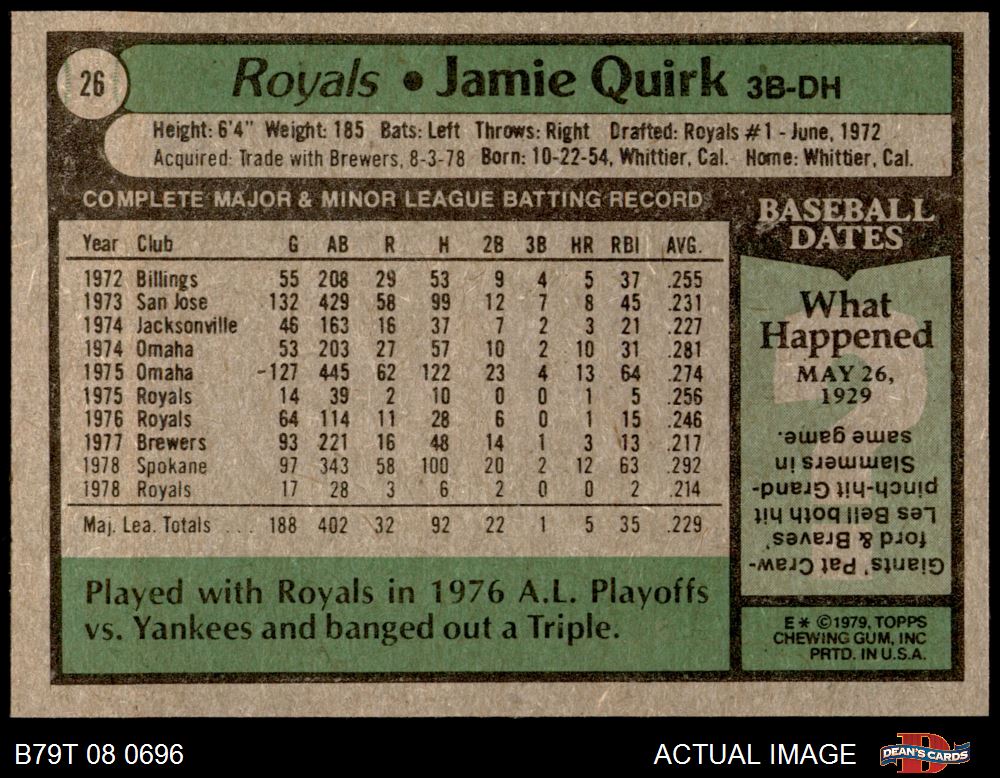 26
Royals • Jamie Quirk 3B-DH
Height: 6'4" Weight: 185 Bats: Left Throws: Right Drafted: Royals #1 - June, 1972
Acquired: Trade with Brewers, 8-3-78 Born: 10-22-54, Whittier, Cal. Home: Whittier, Cal.
COMPLETE MAJOR & MINOR LEAGUE BATTING RECORD
Year Club G AB R H 2B 3B HR RBI AVG.
1972 Billings 55 208 29 53 9 4 5 37 .255
1973 San Jose 132 429 58 99 12 7 8 45 .231
1974 Jacksonville 46 163 16 37 7 2 3 21 .227
1974 Omaha 53 203 27 57 10 2 10 31 .281
1975 Omaha -127 445 62 122 23 4 13 64 .274
1975 Royals 14 39 2 10 0 0 1 5 .256
1976 Royals 64 114 11 28 6 0 1 15 .246
1977 Brewers 93 221 16 48 14 1 3 13 .217
1978 Spokane 97 343 58 100 20 2 12 63 .292
1978 Royals 17 28 3 6 2 0 0 2 .214
Maj. Lea. Totals ... 188 402 32 92 22 1 5 35 .229
Played with Royals in 1976 A.L. Playoffs
vs. Yankees and banged out a Triple.
BASEBALL
DATES
What
Happened
MAY 26,
1929
Giants' Pat Craw-
ford & Braves'
Les Bell both hit
pinch-hit Grand-
Slammers in
same game.
E* ©1979, TOPPS
CHEWING GUM, INC
PRTD. IN U.S.A.
B79T 08 0696
ACTUAL IMAGE
DEAN'S CARDS